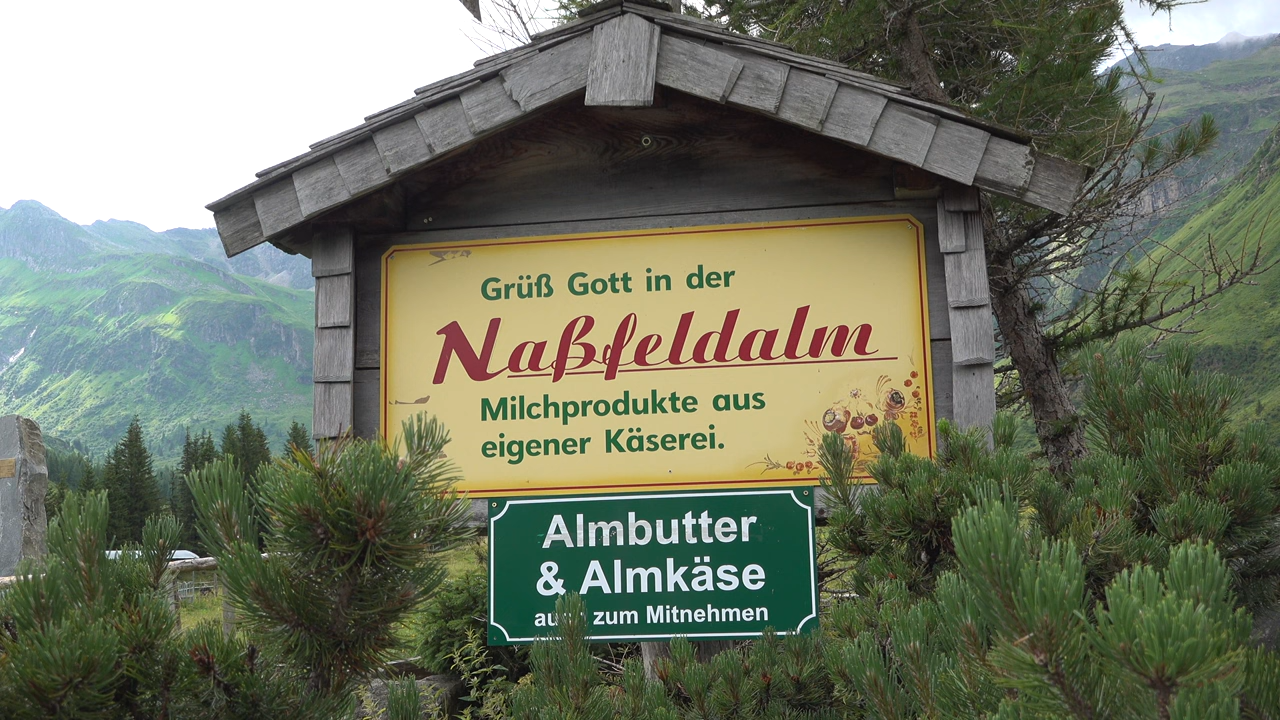 Grüß Gott in der
Naßfeldalm
Milchprodukte aus
eigener Käserei.
Almbutter
& Almkäse
zum Mitnehmen